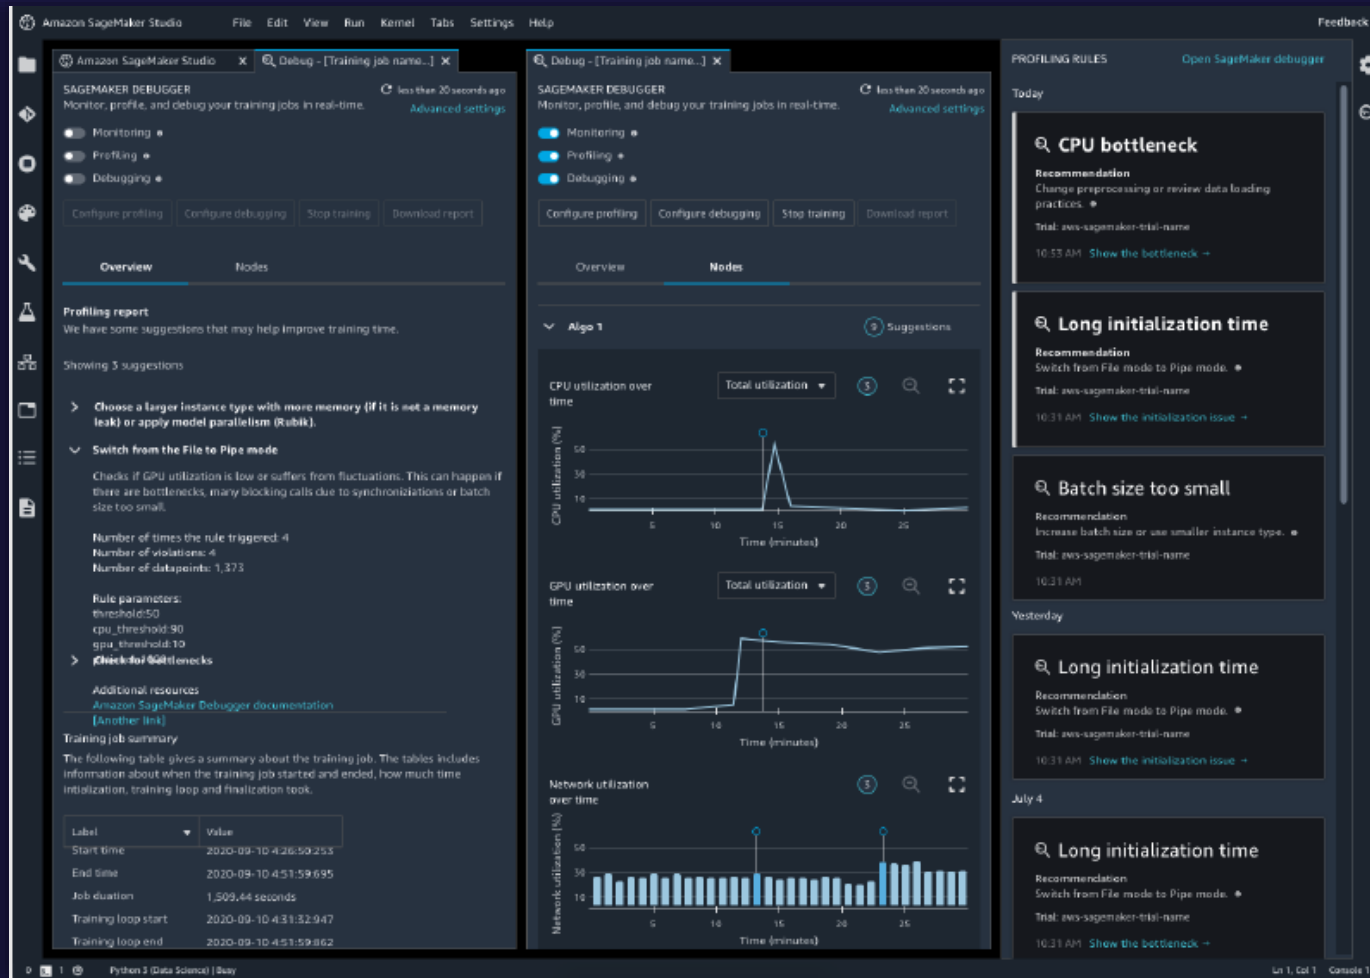 Amazon SageMaker Studio File Edit View Run Kernel Tabs Settings Help Feedback
Amazon SageMaker Studio X Debug - [Training job name...] X
SAGEMAKER DEBUGGER less than 20 seconds ago
Monitor, profile, and debug your training jobs in real-time.
Advanced settings
Monitoring
Profiling
Debugging
Configure profiling Configure debugging Stop training Download report
Overview Nodes
Profiling report
We have some suggestions that may help improve training time.
Showing 3 suggestions
Choose a larger instance type with more memory (if it is not a memory
leak) or apply model parallelism (Rubik).
Switch from the File to Pipe mode
Checks if GPU utilization is low or suffers from fluctuations. This can happen if
there are bottlenecks, many blocking calls due to synchroniziations or batch
size too small.
Number of times the rule triggered: 4
Number of violations: 4
Number of datapoints: 1,373
Rule parameters:
threshold:50
cpu_threshold:90
gpu_threshold:10
Check for bottlenecks
Additional resources
Amazon SageMaker Debugger documentation
[Another link]
Training job summary
The following table gives a summary about the training job. The tables includes
information about when the training job started and ended, how much time
intialization, training loop and finalization took.
Label Value
Start time 2020-09-10 4:26:50:253
End time 2020-09-10 4:51:59:695
Job duation 1,509.44 seconds
Training loop start 2020-09-10 4:31:32:947
Training loop end 2020-09-10 4:51:59:862
Debug - [Training job name...] X
SAGEMAKER DEBUGGER less than 20 seconds ago
Monitor, profile, and debug your training jobs in real-time.
Advanced settings
Monitoring
Profiling
Debugging
Configure profiling Configure debugging Stop training Download report
Overview Nodes
Algo 1 9 Suggestions
CPU utilization over
time
Total utilization 3
CPU utilization (%)
50
30
10
5 10 15 20 25
Time (minutes)
GPU utilization over
time
Total utilization 3
GPU utilization (%)
50
30
10
5 10 15 20 25
Time (minutes)
Network utilization
over time
3
Network utilization (%)
50
30
10
5 10 15 20 25
Time (minutes)
PROFILING RULES Open SageMaker debugger
Today
CPU bottleneck
Recommendation
Change preprocessing or review data loading
practices.
Trial: aws-sagemaker-trial-name
10:53 AM Show the bottleneck →
Long initialization time
Recommendation
Switch from File mode to Pipe mode.
Trial: aws-sagemaker-trial-name
10:31 AM Show the initialization issue →
Batch size too small
Recommendation
Increase batch size or use smaller instance type.
Trial: aws-sagemaker-trial-name
10:31 AM
Yesterday
Long initialization time
Recommendation
Switch from File mode to Pipe mode.
Trial: aws-sagemaker-trial-name
10:31 AM Show the initialization issue →
July 4
Long initialization time
Recommendation
Switch from File mode to Pipe mode.
Trial: aws-sagemaker-trial-name
10:31 AM Show the bottleneck →
0 1 Python 3 (Data Science) | Busy Ln 1, Col 1 Console 1